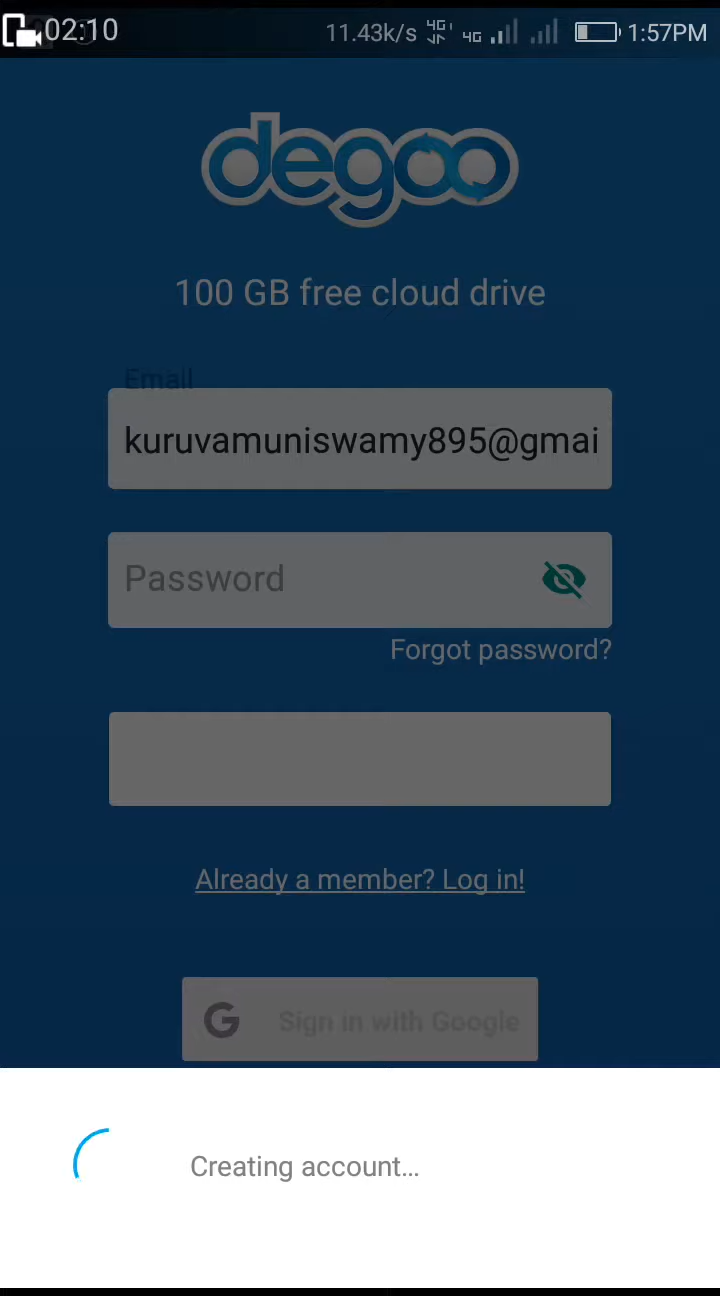 02:10 11.43k/s 4G 4G 1:57PM
degoo
100 GB free cloud drive
Email
kuruvamuniswamy895@gmai
Password
Forgot password?
Already a member? Log in!
G Sign in with Google
Creating account...